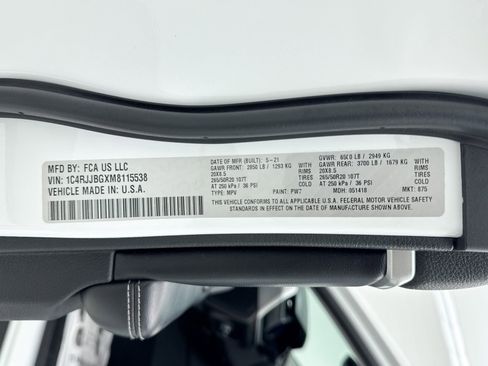 MFD BY: FCA US LLC
VIN: 1C4RJJBGXM8115538
VEHICLE MADE IN: U.S.A.
DATE OF MFR (BUILT): 5-21 GVWR: 6500 LB / 2949 KG
GAWR FRONT: 2850 LB / 1293 KG WITH GAWR REAR: 3700 LB / 1679 KG WITH
20X8.5 RIMS 20X8.5 RIMS
265/50R20 107T TIRES 265/50R20 107T TIRES
AT 250 kPa / 36 PSI COLD AT 250 kPa / 36 PSI COLD
TYPE: MPV PAINT: PW7 MDH: 051418 MKT: 875
THIS VEHICLE CONFORMS TO ALL APPLICABLE U.S.A. FEDERAL MOTOR VEHICLE SAFETY
STANDARDS IN EFFECT ON THE DATE OF MANUFACTURE SHOWN ABOVE.